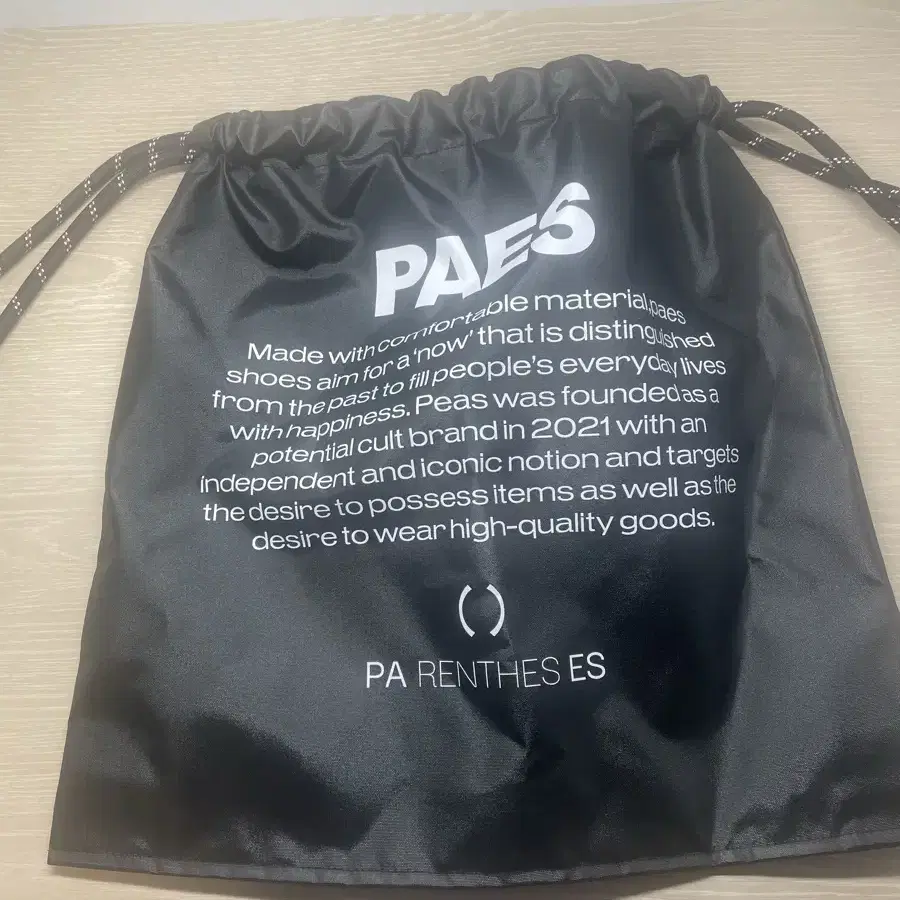 PAES
Made with comfortable material,paes
shoes aim for a 'now' that is distinguished
from the past to fill people's everyday lives
with happiness. Peas was founded as a
potential cult brand in 2021 with an
independent and iconic notion and targets
the desire to possess items as well as the
desire to wear high-quality goods.
( )
PA RENTHES ES